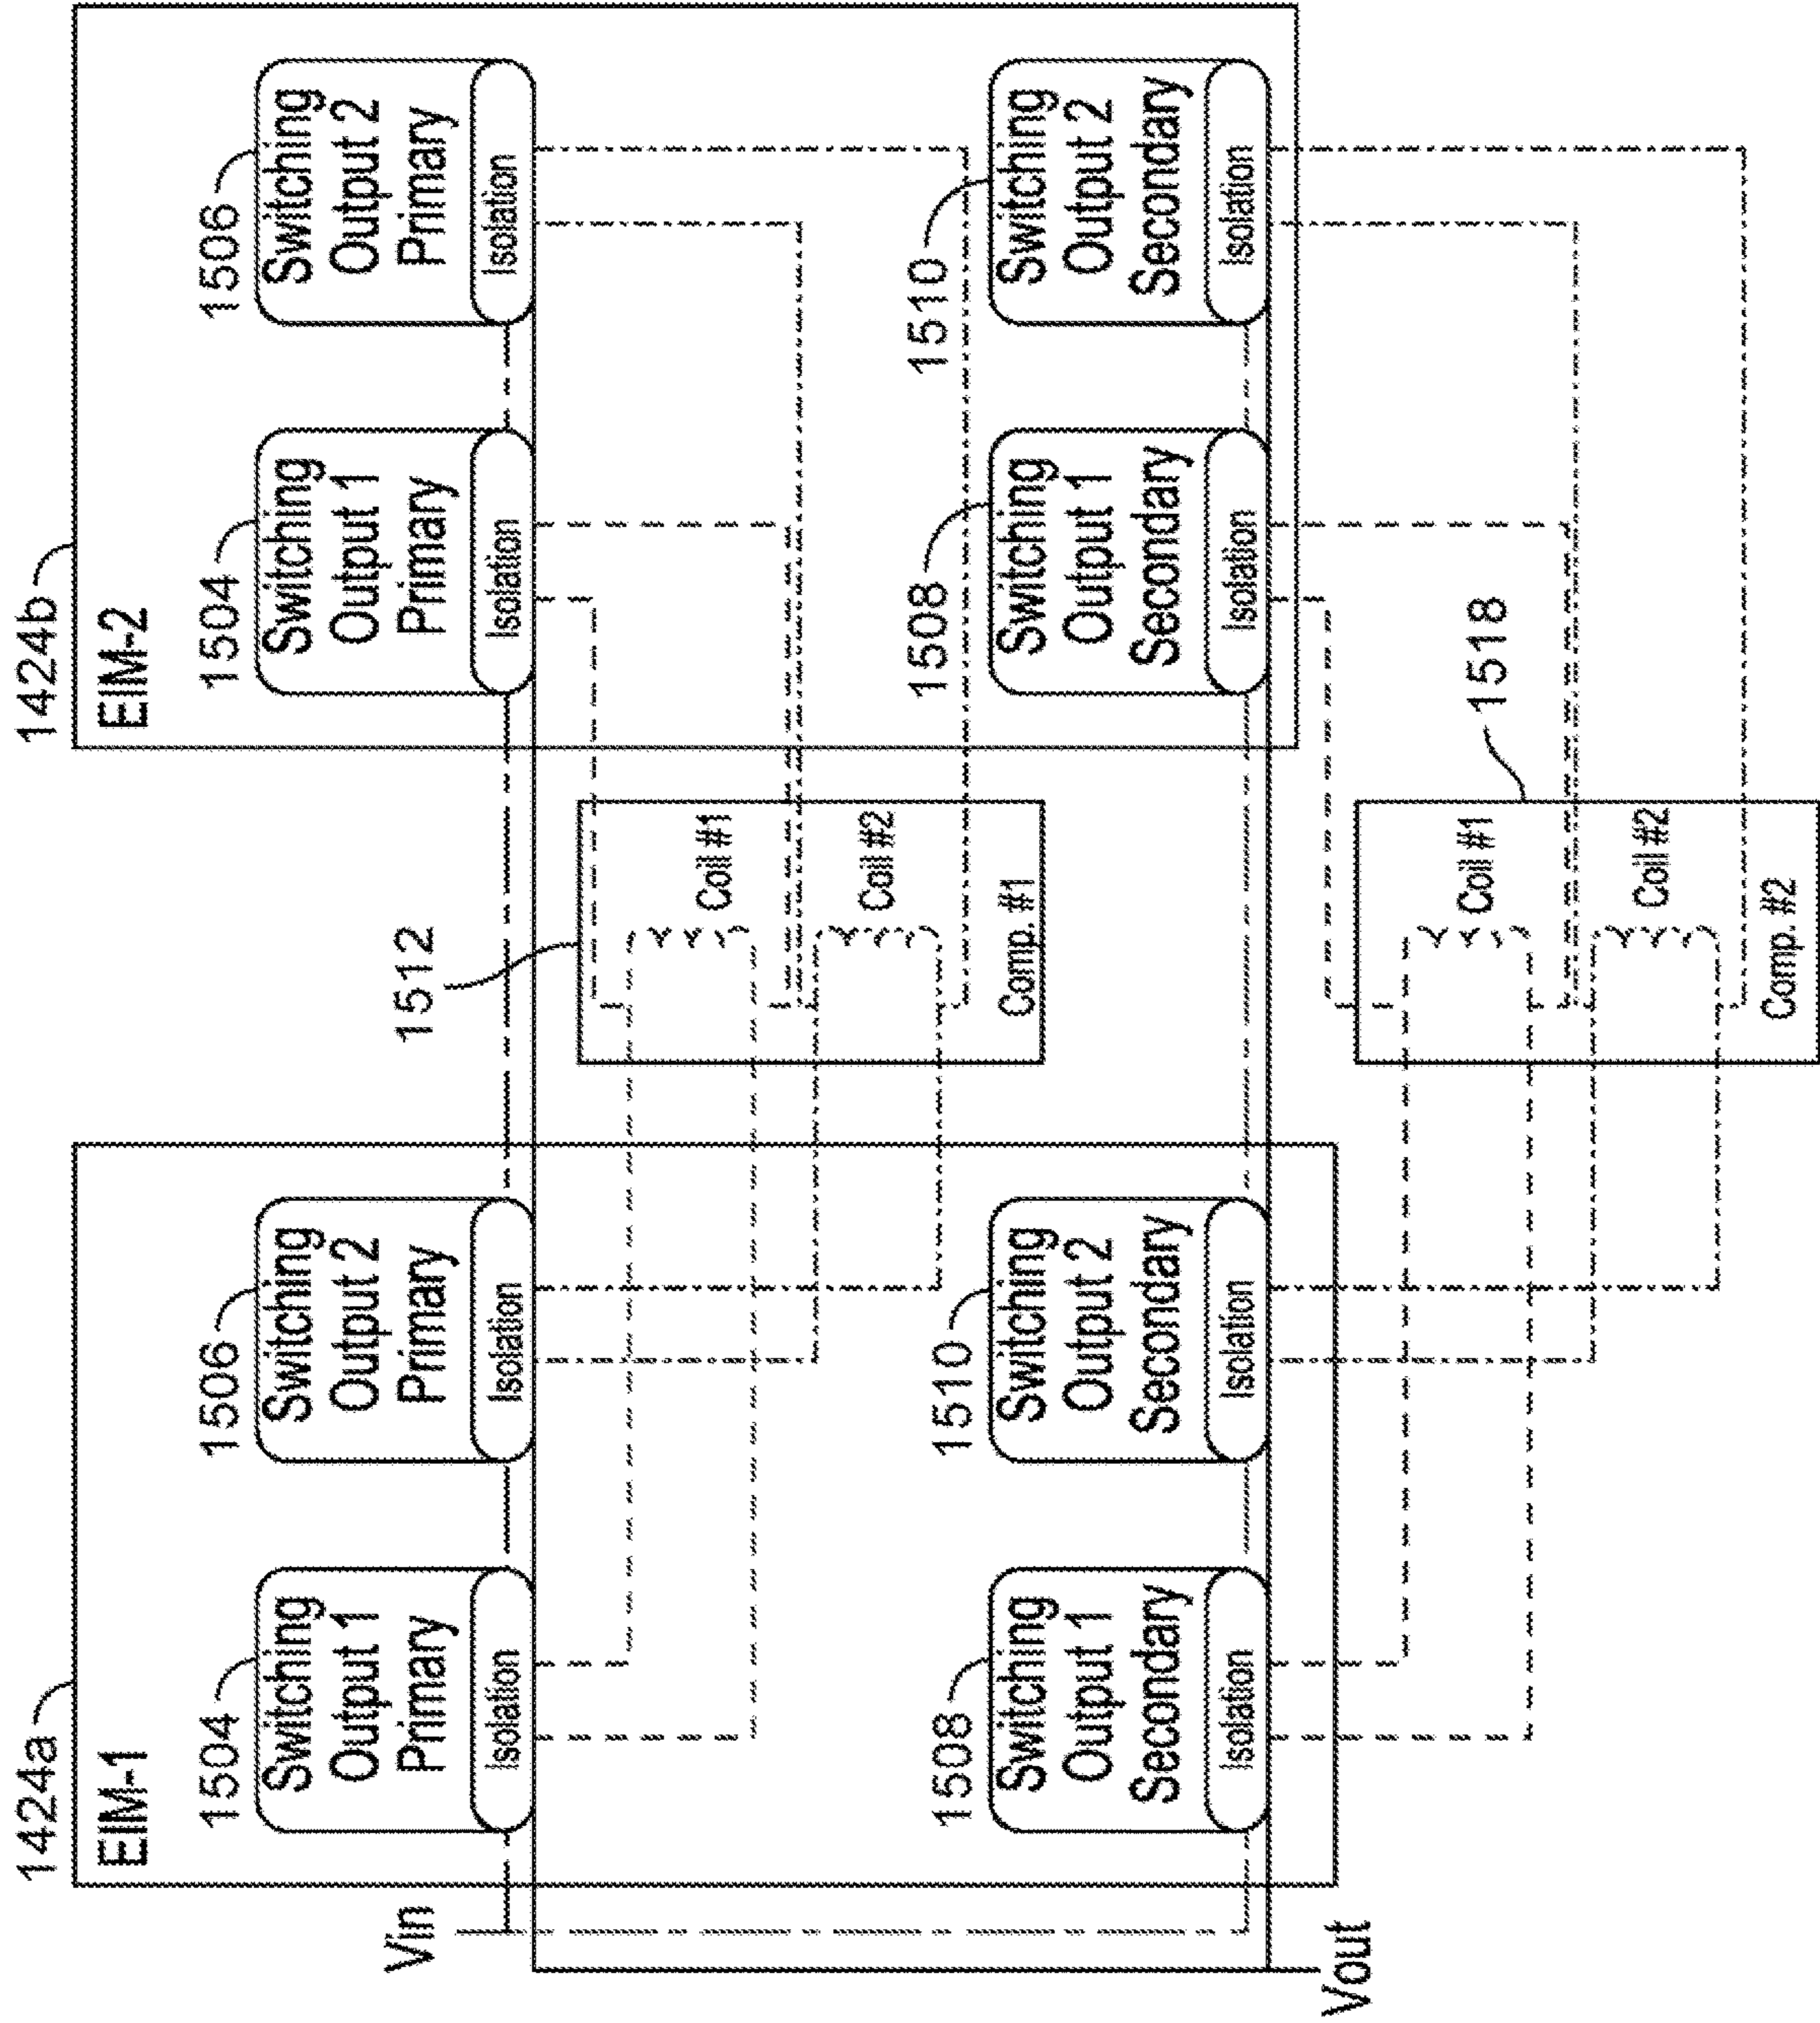 1424a
EIM-1
1504
Switching
Output 1
Primary
Isolation
1506
Switching
Output 2
Primary
Isolation
1508
Switching
Output 1
Secondary
Isolation
1510
Switching
Output 2
Secondary
Isolation
1424b
EIM-2
1504
Switching
Output 1
Primary
Isolation
1506
Switching
Output 2
Primary
Isolation
1508
Switching
Output 1
Secondary
Isolation
1510
Switching
Output 2
Secondary
Isolation
Vin
Vout
1512
Coil #1
Coil #2
Comp. #1
1518
Coil #1
Coil #2
Comp. #2